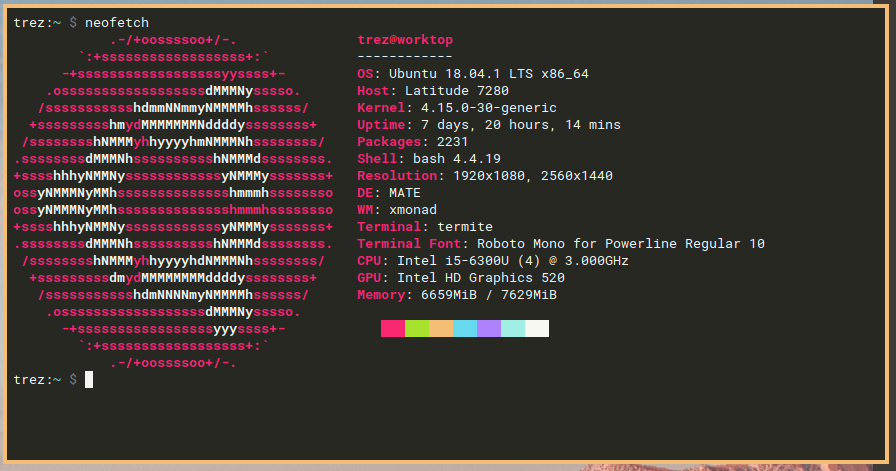 trez:~ $ neofetch
.-/+oossssoo+/-.
`:+ssssssssssssssssss+:`
-+ssssssssssssssssssyyssss+-
.ossssssssssssssssssdMMMNysssso.
/ssssssssssshdmmNNmmyNMMMMhssssss/
+ssssssssshmydMMMMMMMNddddyssssssss+
/sssssssshNMMMyhhyyyyhmNMMMNhssssssss/
.ssssssssdMMMNhsssssssssshNMMMdssssssss.
+sssshhhyNMMNyssssssssssssyNMMMysssssss+
ossyNMMMNyMMhsssssssssssssshmmmhssssssso
ossyNMMMNyMMhsssssssssssssshmmmhssssssso
+sssshhhyNMMNyssssssssssssyNMMMysssssss+
.ssssssssdMMMNhsssssssssshNMMMdssssssss.
/sssssssshNMMMyhhyyyyhdNMMMNhssssssss/
+sssssssssdmydMMMMMMMMddddyssssssss+
/ssssssssssshdmNNNNmyNMMMMhssssss/
.ossssssssssssssssssdMMMNysssso.
-+sssssssssssssssssyyyssss+-
`:+ssssssssssssssssss+:`
.-/+oossssoo+/-.
trez@worktop
------------
OS: Ubuntu 18.04.1 LTS x86_64
Host: Latitude 7280
Kernel: 4.15.0-30-generic
Uptime: 7 days, 20 hours, 14 mins
Packages: 2231
Shell: bash 4.4.19
Resolution: 1920x1080, 2560x1440
DE: MATE
WM: xmonad
Terminal: termite
Terminal Font: Roboto Mono for Powerline Regular 10
CPU: Intel i5-6300U (4) @ 3.000GHz
GPU: Intel HD Graphics 520
Memory: 6659MiB / 7629MiB
trez:~ $